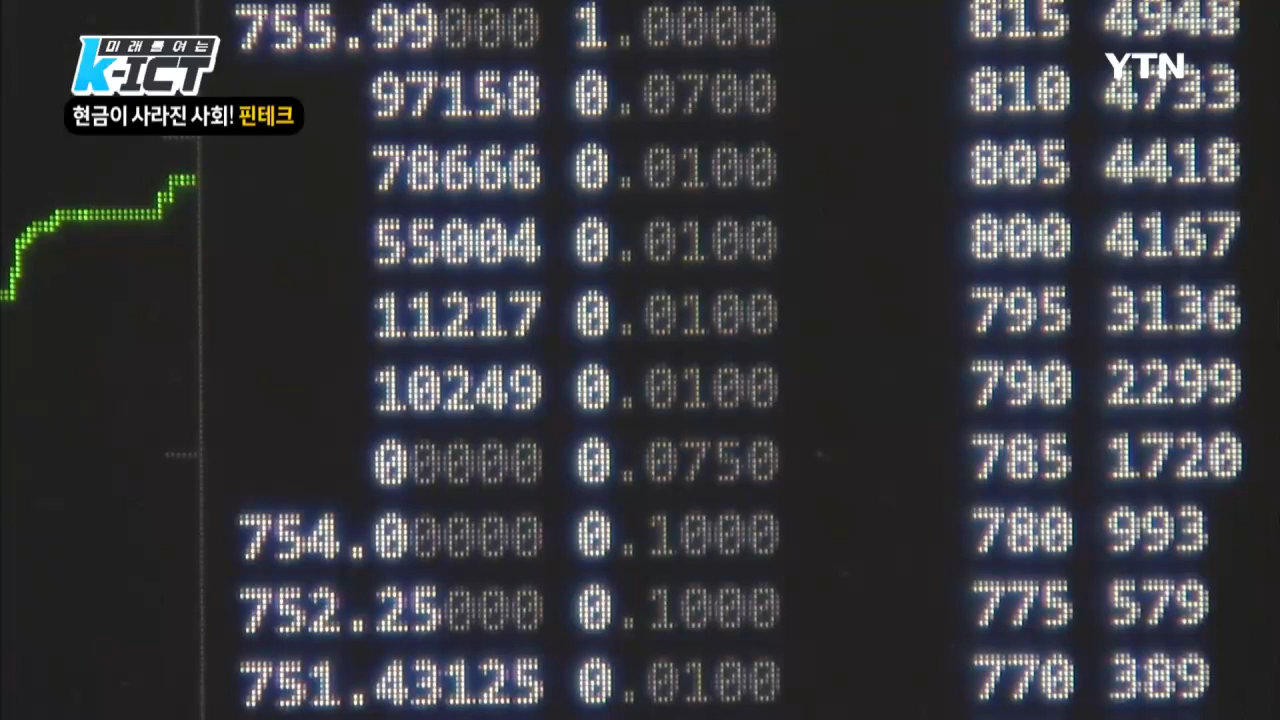 755.99000 1.0000 815 4948
미래를여는
K-ICT
YTN
97158 0.0700 810 4733
현금이 사라진 사회! 핀테크
78666 0.0100 805 4418
55004 0.0100 800 4167
11217 0.0100 795 3136
10249 0.0100 790 2299
00000 0.0750 785 1720
754.00000 0.1000 780 993
752.25000 0.1000 775 579
751.43125 0.0100 770 389